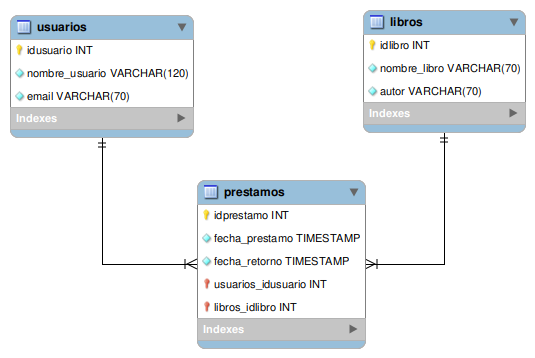 usuarios
idusuario INT
nombre_usuario VARCHAR(120)
email VARCHAR(70)
Indexes
libros
idlibro INT
nombre_libro VARCHAR(70)
autor VARCHAR(70)
Indexes
prestamos
idprestamo INT
fecha_prestamo TIMESTAMP
fecha_retorno TIMESTAMP
usuarios_idusuario INT
libros_idlibro INT
Indexes